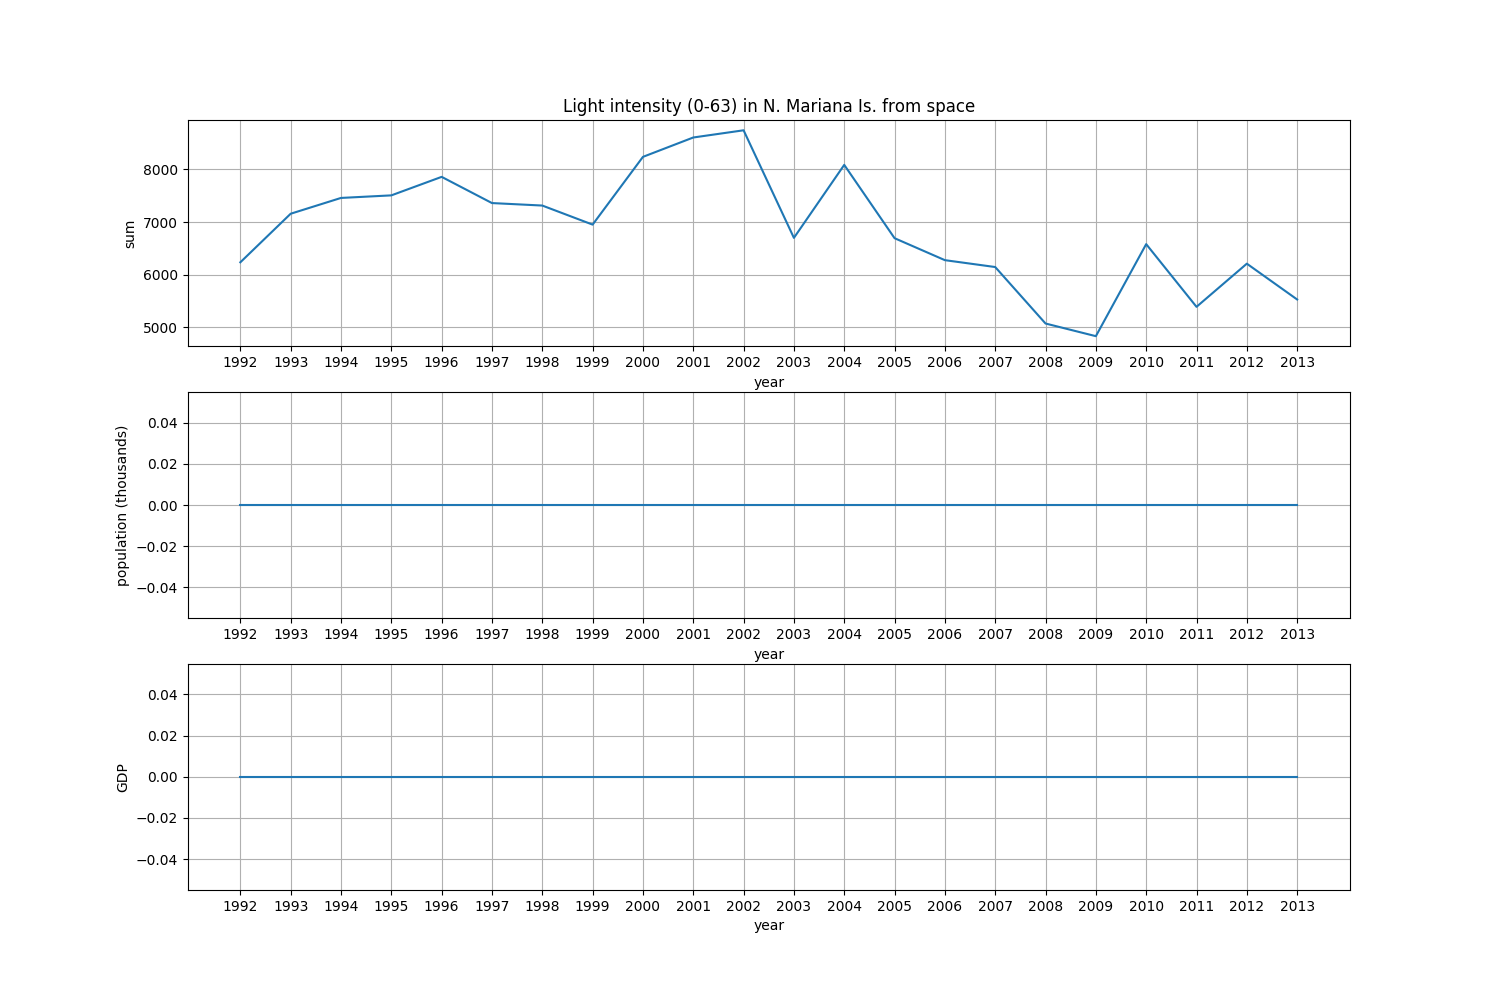 Light intensity (0-63) in N. Mariana Is. from space
8000
7000
6000
5000
sum
1992 1993 1994 1995 1996 1997 1998 1999 2000 2001 2002 2003 2004 2005 2006 2007 2008 2009 2010 2011 2012 2013
year
0.04
0.02
0.00
−0.02
−0.04
population (thousands)
1992 1993 1994 1995 1996 1997 1998 1999 2000 2001 2002 2003 2004 2005 2006 2007 2008 2009 2010 2011 2012 2013
year
0.04
0.02
0.00
−0.02
−0.04
GDP
1992 1993 1994 1995 1996 1997 1998 1999 2000 2001 2002 2003 2004 2005 2006 2007 2008 2009 2010 2011 2012 2013
year